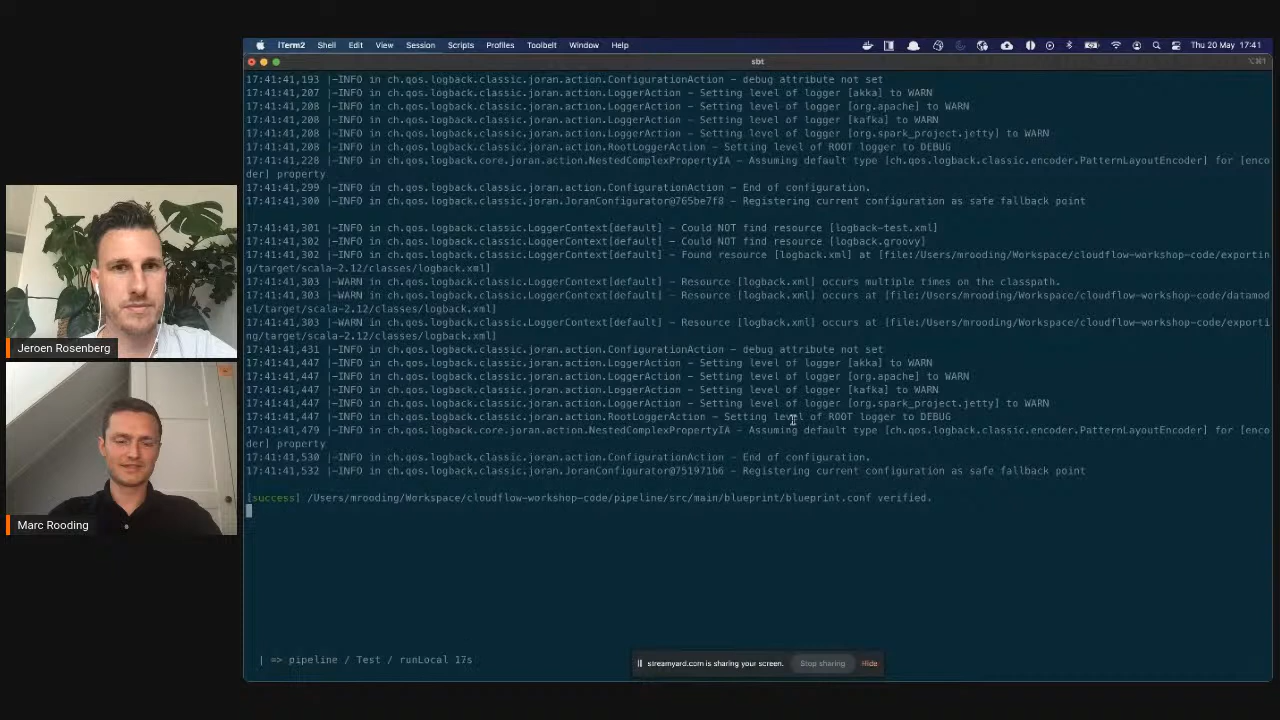 iTerm2 Shell Edit View Session Scripts Profiles Toolbelt Window Help Thu 20 May 17:41
sbt
⌥⌘1
17:41:41,193 |-INFO in ch.qos.logback.classic.joran.action.ConfigurationAction - debug attribute not set
17:41:41,207 |-INFO in ch.qos.logback.classic.joran.action.LoggerAction - Setting level of logger [akka] to WARN
17:41:41,208 |-INFO in ch.qos.logback.classic.joran.action.LoggerAction - Setting level of logger [org.apache] to WARN
17:41:41,208 |-INFO in ch.qos.logback.classic.joran.action.LoggerAction - Setting level of logger [kafka] to WARN
17:41:41,208 |-INFO in ch.qos.logback.classic.joran.action.LoggerAction - Setting level of logger [org.spark_project.jetty] to WARN
17:41:41,208 |-INFO in ch.qos.logback.classic.joran.action.RootLoggerAction - Setting level of ROOT logger to DEBUG
17:41:41,228 |-INFO in ch.qos.logback.core.joran.action.NestedComplexPropertyIA - Assuming default type [ch.qos.logback.classic.encoder.PatternLayoutEncoder] for [enco
der] property
17:41:41,299 |-INFO in ch.qos.logback.classic.joran.action.ConfigurationAction - End of configuration.
17:41:41,300 |-INFO in ch.qos.logback.classic.joran.JoranConfigurator@765be7f8 - Registering current configuration as safe fallback point
17:41:41,301 |-INFO in ch.qos.logback.classic.LoggerContext[default] - Could NOT find resource [logback-test.xml]
17:41:41,302 |-INFO in ch.qos.logback.classic.LoggerContext[default] - Could NOT find resource [logback.groovy]
17:41:41,302 |-INFO in ch.qos.logback.classic.LoggerContext[default] - Found resource [logback.xml] at [file:/Users/mrooding/Workspace/cloudflow-workshop-code/exportin
g/target/scala-2.12/classes/logback.xml]
17:41:41,303 |-WARN in ch.qos.logback.classic.LoggerContext[default] - Resource [logback.xml] occurs multiple times on the classpath.
17:41:41,303 |-WARN in ch.qos.logback.classic.LoggerContext[default] - Resource [logback.xml] occurs at [file:/Users/mrooding/Workspace/cloudflow-workshop-code/datamod
el/target/scala-2.12/classes/logback.xml]
17:41:41,303 |-WARN in ch.qos.logback.classic.LoggerContext[default] - Resource [logback.xml] occurs at [file:/Users/mrooding/Workspace/cloudflow-workshop-code/exporti
ng/target/scala-2.12/classes/logback.xml]
17:41:41,431 |-INFO in ch.qos.logback.classic.joran.action.ConfigurationAction - debug attribute not set
17:41:41,447 |-INFO in ch.qos.logback.classic.joran.action.LoggerAction - Setting level of logger [akka] to WARN
17:41:41,447 |-INFO in ch.qos.logback.classic.joran.action.LoggerAction - Setting level of logger [org.apache] to WARN
17:41:41,447 |-INFO in ch.qos.logback.classic.joran.action.LoggerAction - Setting level of logger [kafka] to WARN
17:41:41,447 |-INFO in ch.qos.logback.classic.joran.action.LoggerAction - Setting level of logger [org.spark_project.jetty] to WARN
17:41:41,447 |-INFO in ch.qos.logback.classic.joran.action.RootLoggerAction - Setting level of ROOT logger to DEBUG
17:41:41,479 |-INFO in ch.qos.logback.core.joran.action.NestedComplexPropertyIA - Assuming default type [ch.qos.logback.classic.encoder.PatternLayoutEncoder] for [enco
der] property
17:41:41,530 |-INFO in ch.qos.logback.classic.joran.action.ConfigurationAction - End of configuration.
17:41:41,532 |-INFO in ch.qos.logback.classic.joran.JoranConfigurator@751971b6 - Registering current configuration as safe fallback point
[success] /Users/mrooding/Workspace/cloudflow-workshop-code/pipeline/src/main/blueprint/blueprint.conf verified.
| => pipeline / Test / runLocal 17s
streamyard.com is sharing your screen. Stop sharing Hide
Jeroen Rosenberg
Marc Rooding